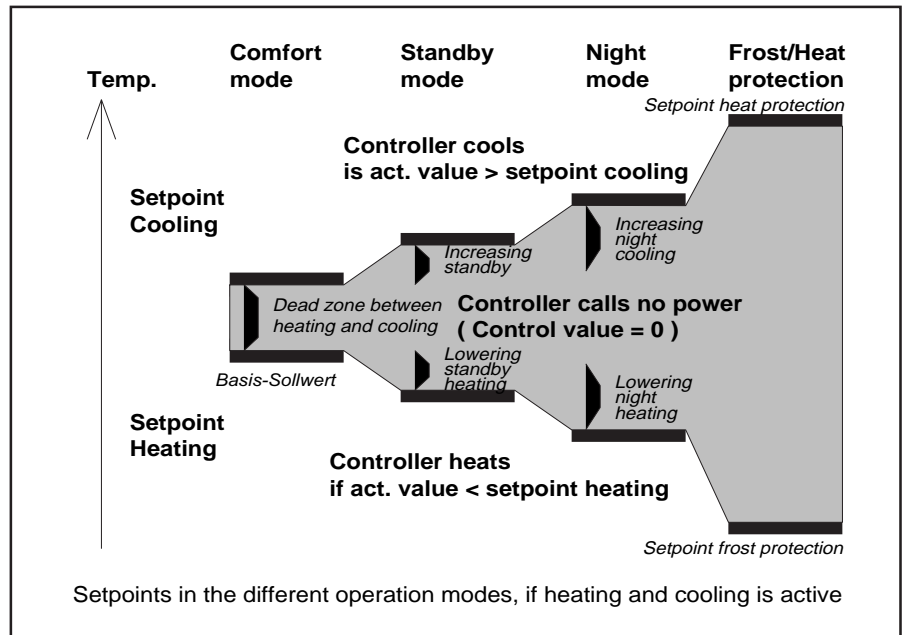 Comfort mode
Standby mode
Night mode
Frost/Heat protection
Temp.
Setpoint heat protection
Controller cools
is act. value > setpoint cooling
Setpoint
Cooling
Increasing
standby
Increasing
night
cooling
Dead zone between
heating and cooling
Controller calls no power
( Control value = 0 )
Basis-Sollwert
Lowering
standby
heating
Lowering
night
heating
Setpoint
Heating
Controller heats
if act. value < setpoint heating
Setpoint frost protection
Setpoints in the different operation modes, if heating and cooling is active